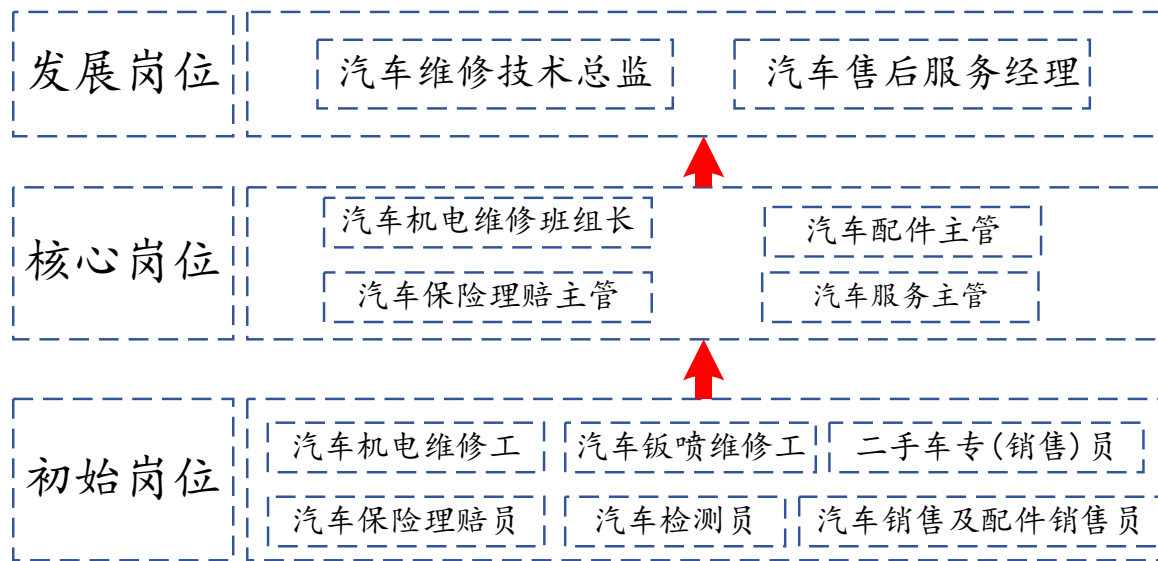 发展岗位
汽车维修技术总监
汽车售后服务经理
核心岗位
汽车机电维修班组长
汽车配件主管
汽车保险理赔主管
汽车服务主管
初始岗位
汽车机电维修工
汽车钣喷维修工
二手车专(销售)员
汽车保险理赔员
汽车检测员
汽车销售及配件销售员